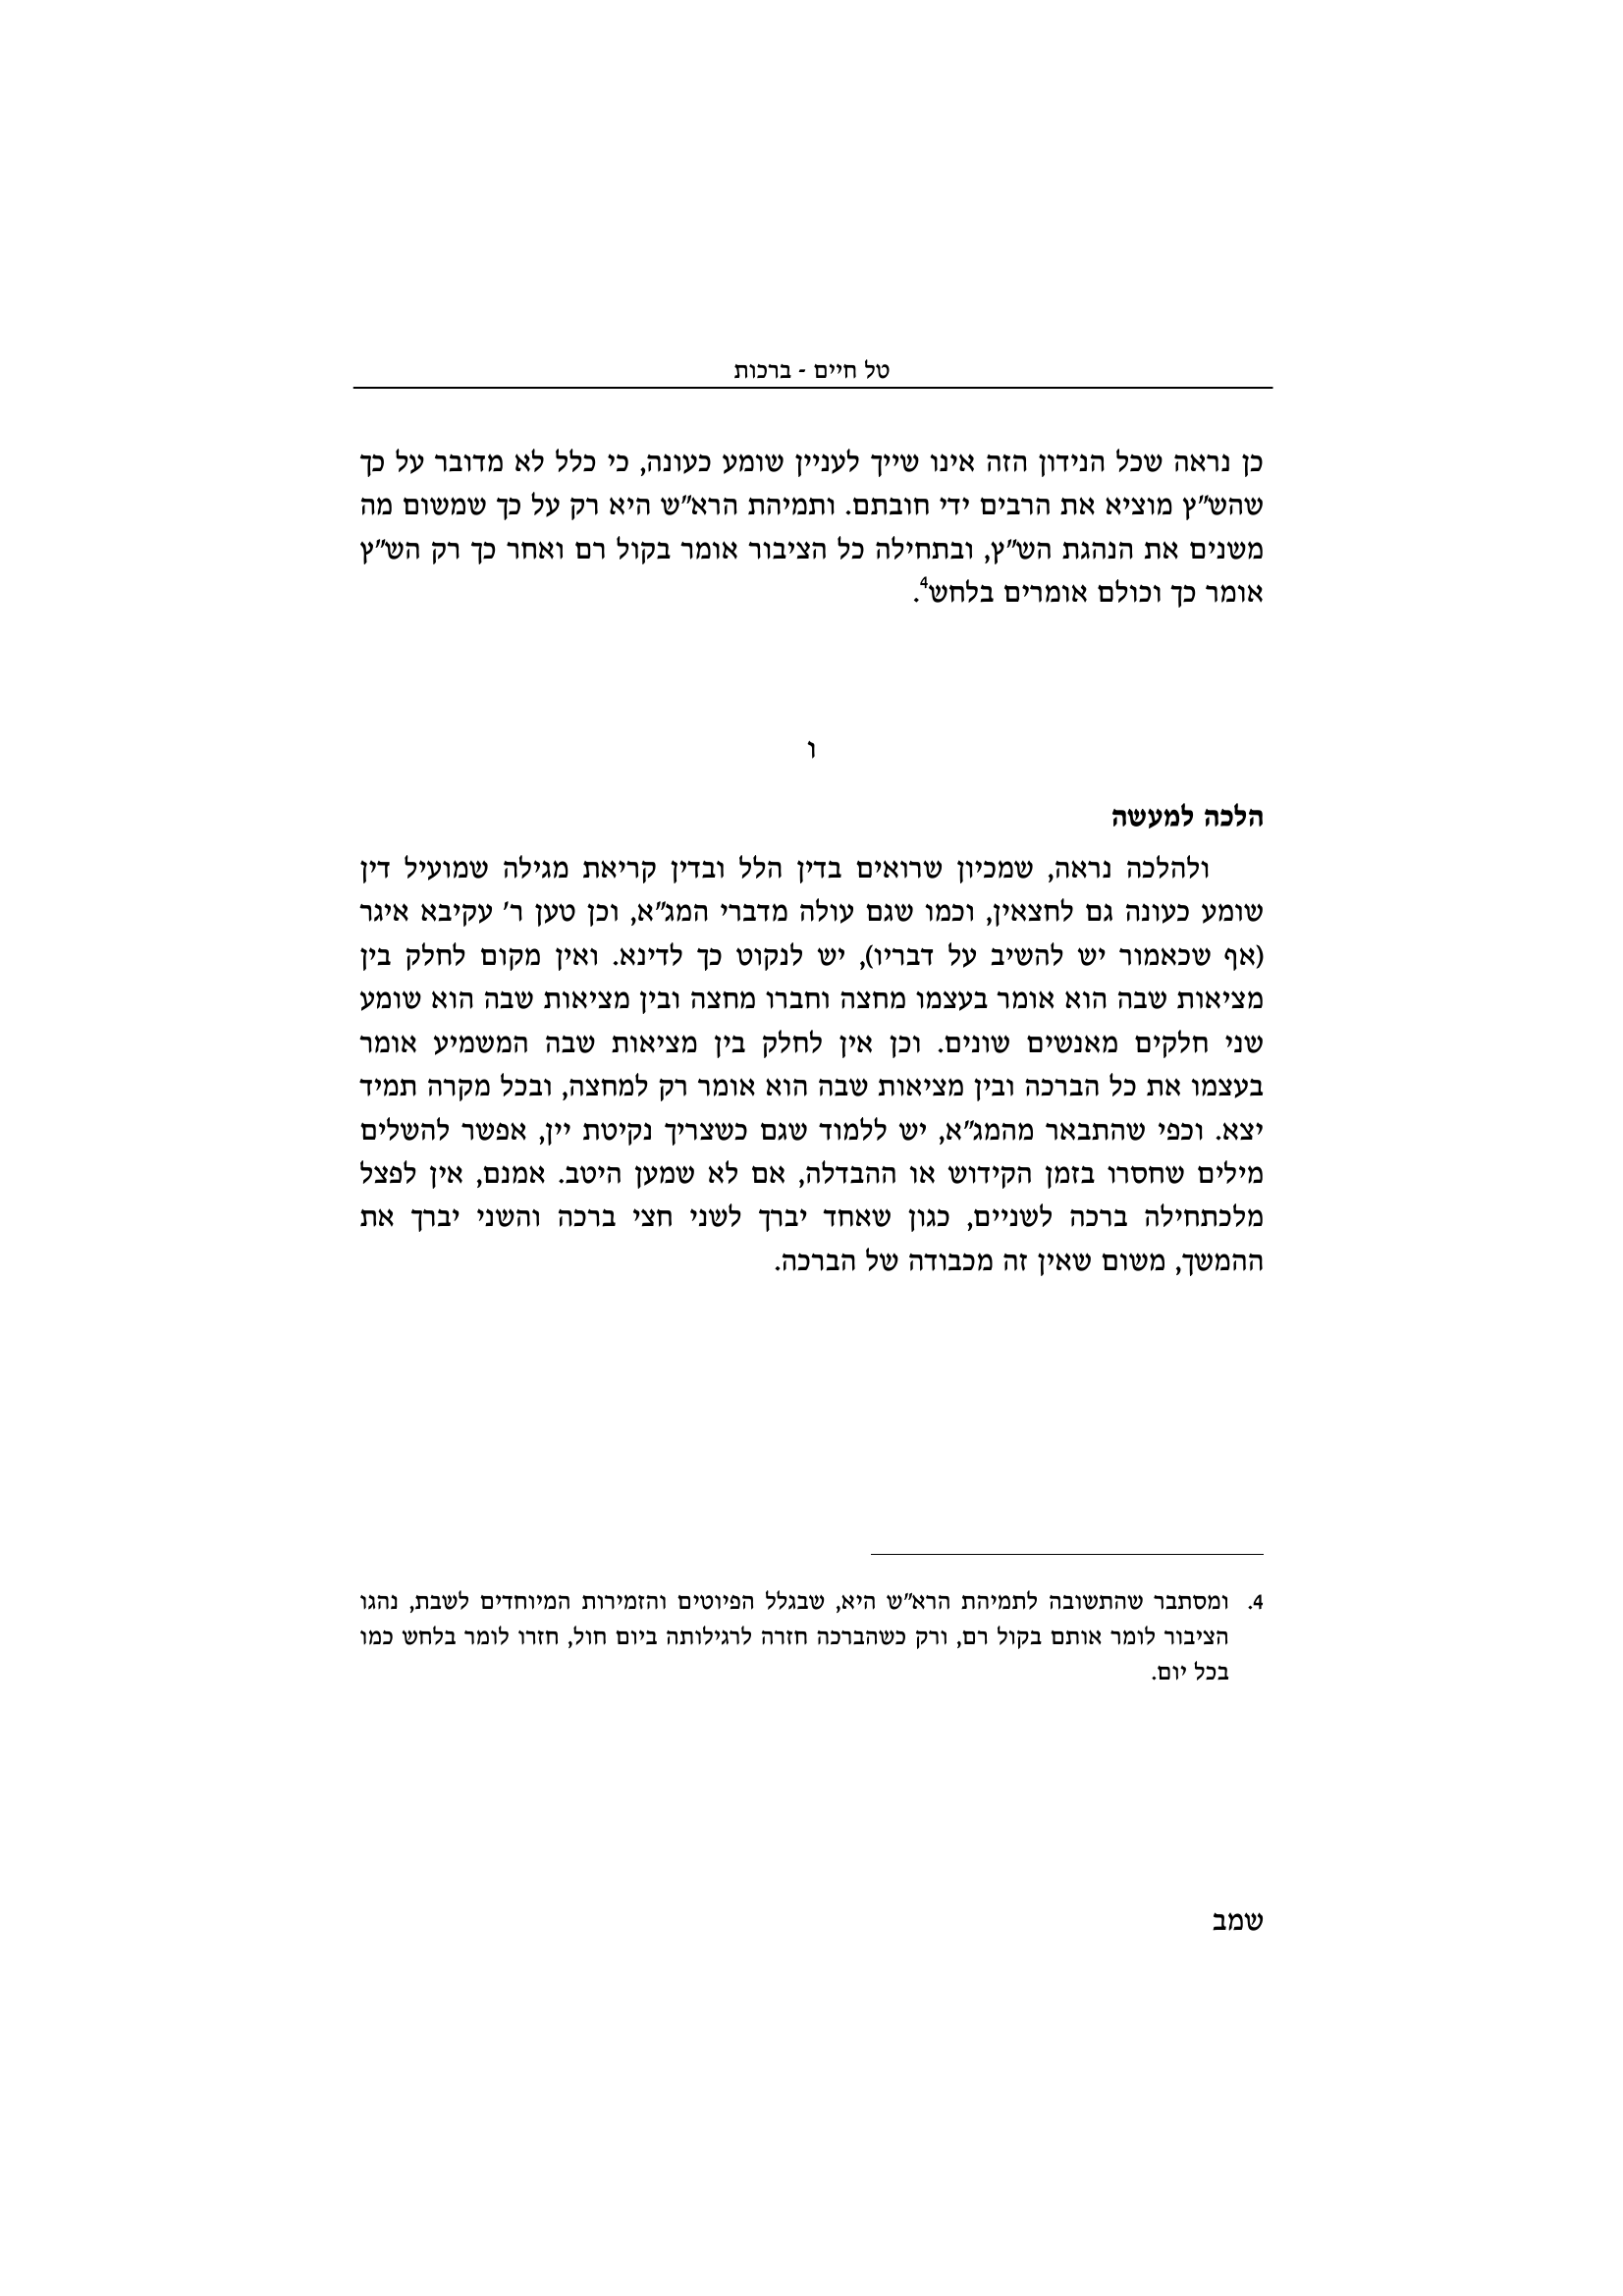 טל חיים - ברכות
כן נראה שכל הנידון הזה אינו שייך לעניין שומע כעונה, כי כלל לא מדובר על כך
שהש"ץ מוציא את הרבים ידי חובתם. ותמיהת הרא"ש היא רק על כך שמשום מה
משנים את הנהגת הש"ץ, ובתחילה כל הציבור אומר בקול רם ואחר כך רק הש"ץ
אומר כך וכולם אומרים בלחש4.
ו
הלכה למעשה
ולהלכה נראה, שמכיון שרואים בדין הלל ובדין קריאת מגילה שמועיל דין
שומע כעונה גם לחצאין, וכמו שגם עולה מדברי המג"א, וכן טען ר' עקיבא איגר
(אף שכאמור יש להשיב על דבריו), יש לנקוט כך לדינא. ואין מקום לחלק בין
מציאות שבה הוא אומר בעצמו מחצה וחברו מחצה ובין מציאות שבה הוא שומע
שני חלקים מאנשים שונים. וכן אין לחלק בין מציאות שבה המשמיע אומר
בעצמו את כל הברכה ובין מציאות שבה הוא אומר רק למחצה, ובכל מקרה תמיד
יצא. וכפי שהתבאר מהמג"א, יש ללמוד שגם כשצריך נקיטת יין, אפשר להשלים
מילים שחסרו בזמן הקידוש או ההבדלה, אם לא שמען היטב. אמנם, אין לפצל
מלכתחילה ברכה לשניים, כגון שאחד יברך לשני חצי ברכה והשני יברך את
ההמשך, משום שאין זה מכבודה של הברכה.
4. ומסתבר שהתשובה לתמיהת הרא"ש היא, שבגלל הפיוטים והזמירות המיוחדים לשבת, נהגו
הציבור לומר אותם בקול רם, ורק כשהברכה חזרה לרגילותה ביום חול, חזרו לומר בלחש כמו
בכל יום.
שמב